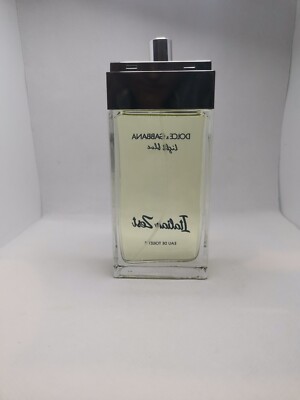 DOLCE & GABBANA
light blue
Italian Zest
EAU DE TOILETTE